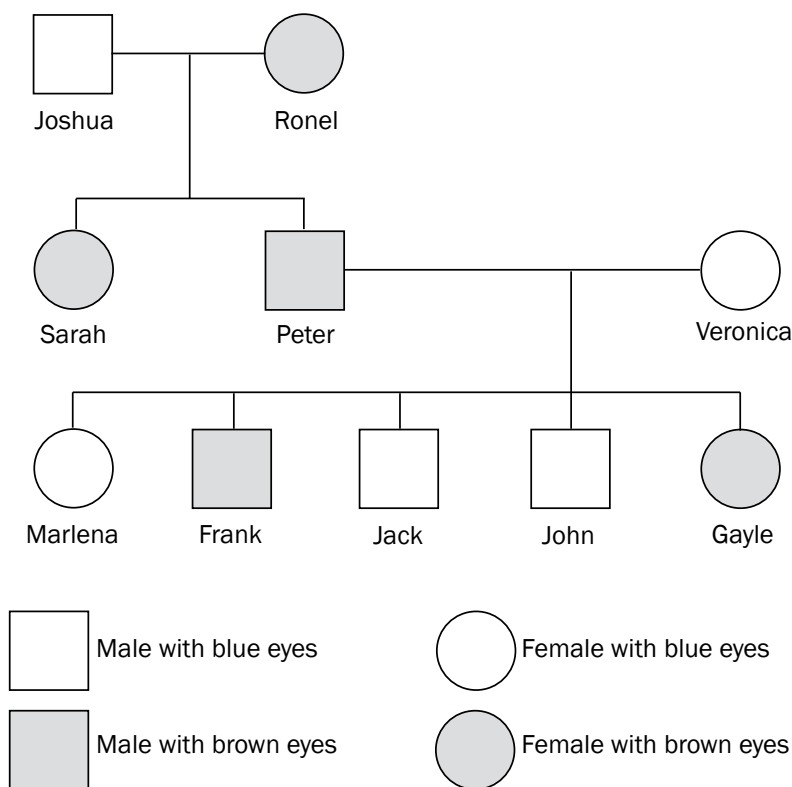 Joshua Ronel
Sarah Peter Veronica
Marlena Frank Jack John Gayle
Male with blue eyes Female with blue eyes
Male with brown eyes Female with brown eyes